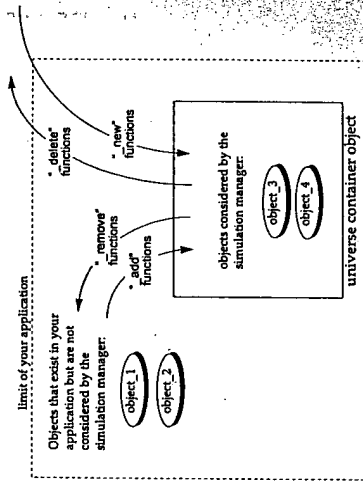 limit of your application
Objects that exist in your
application but are not
considered by the
simulation manager:
object_1
object_2
"_remove"
functions
"_add"
functions
"_delete"
functions
"_new"
functions
objects considered by the
simulation manager:
object_3
object_4
universe container object